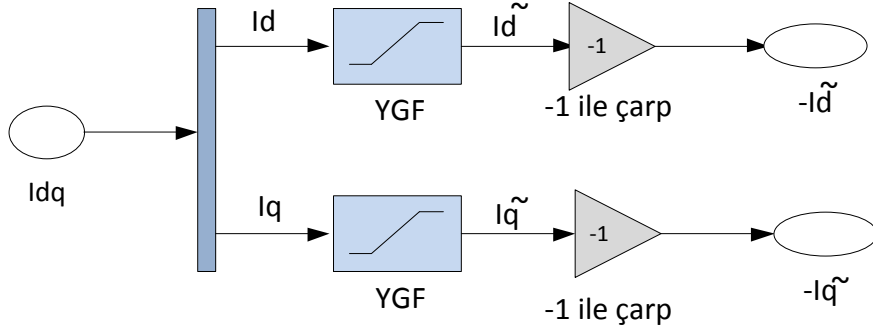 Id
Id~
-1
YGF
-1 ile çarp
-Id~
Idq
Iq
Iq~
-1
YGF
-1 ile çarp
-Iq~